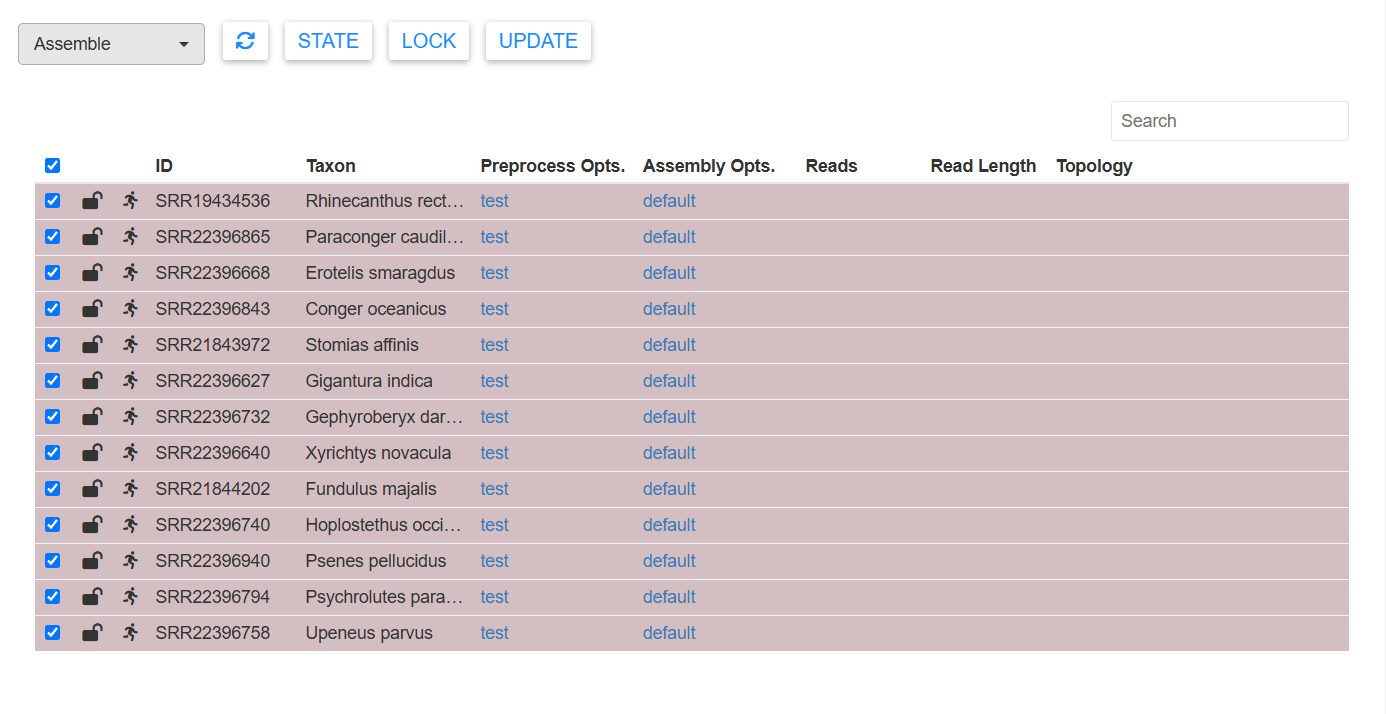 Assemble STATE LOCK UPDATE
Search
ID Taxon Preprocess Opts. Assembly Opts. Reads Read Length Topology
SRR19434536 Rhinecanthus rect… test default
SRR22396865 Paraconger caudil… test default
SRR22396668 Erotelis smaragdus test default
SRR22396843 Conger oceanicus test default
SRR21843972 Stomias affinis test default
SRR22396627 Gigantura indica test default
SRR22396732 Gephyroberyx dar… test default
SRR22396640 Xyrichtys novacula test default
SRR21844202 Fundulus majalis test default
SRR22396740 Hoplostethus occi… test default
SRR22396940 Psenes pellucidus test default
SRR22396794 Psychrolutes para… test default
SRR22396758 Upeneus parvus test default